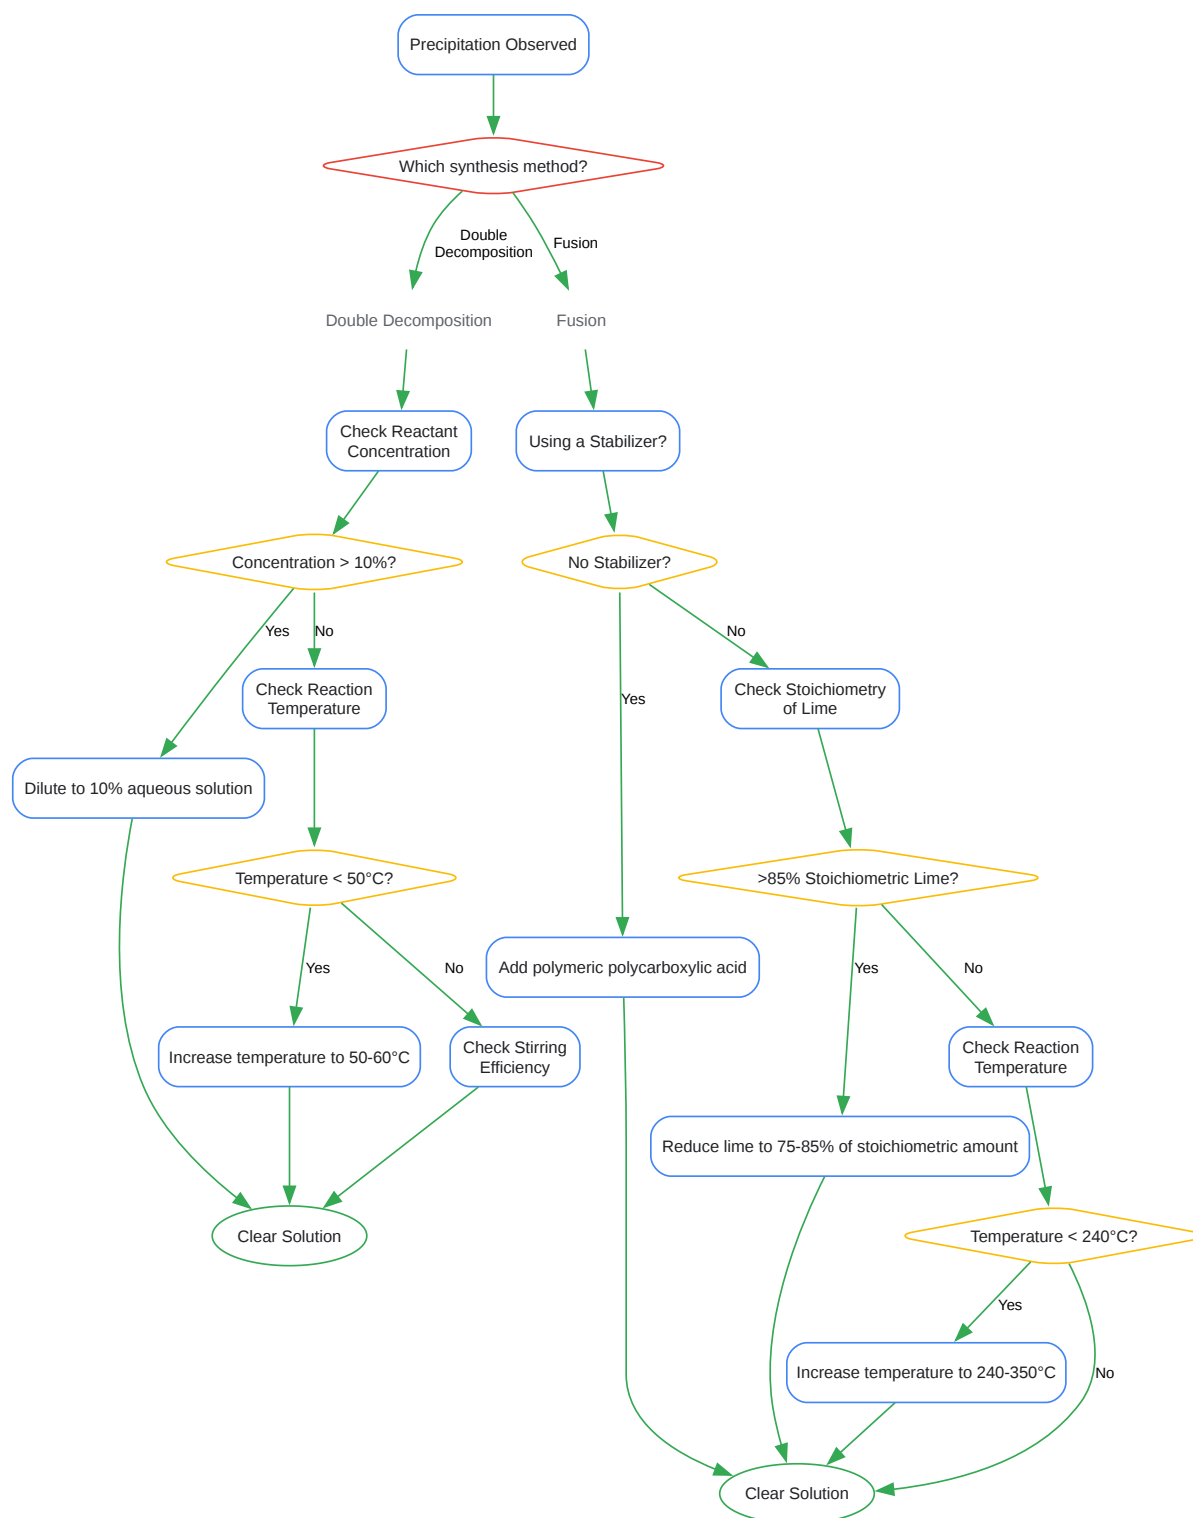 Precipitation Observed
Which synthesis method?
Double
Decomposition
Fusion
Double Decomposition
Fusion
Check Reactant
Concentration
Using a Stabilizer?
Concentration > 10%?
No Stabilizer?
Yes
No
No
Check Reaction
Temperature
Check Stoichiometry
of Lime
Yes
Dilute to 10% aqueous solution
Temperature < 50°C?
>85% Stoichiometric Lime?
Yes
No
Add polymeric polycarboxylic acid
Yes
No
Increase temperature to 50-60°C
Check Stirring
Efficiency
Check Reaction
Temperature
Reduce lime to 75-85% of stoichiometric amount
Clear Solution
Temperature < 240°C?
Yes
Increase temperature to 240-350°C
No
Clear Solution